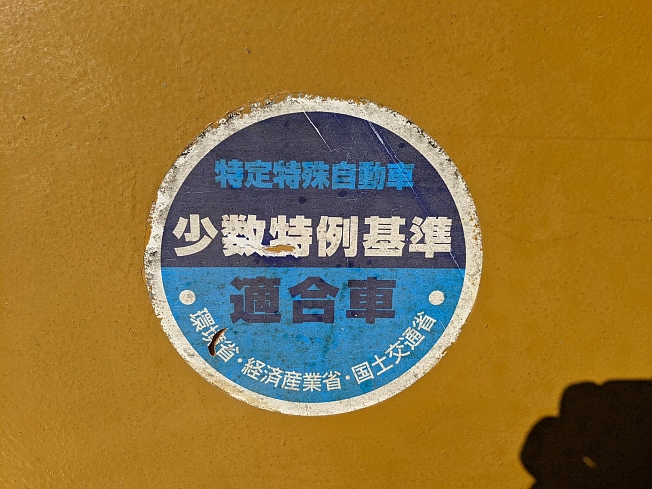 特定特殊自動車
少数特例基準
適合車
環境省・経済産業省・国土交通省